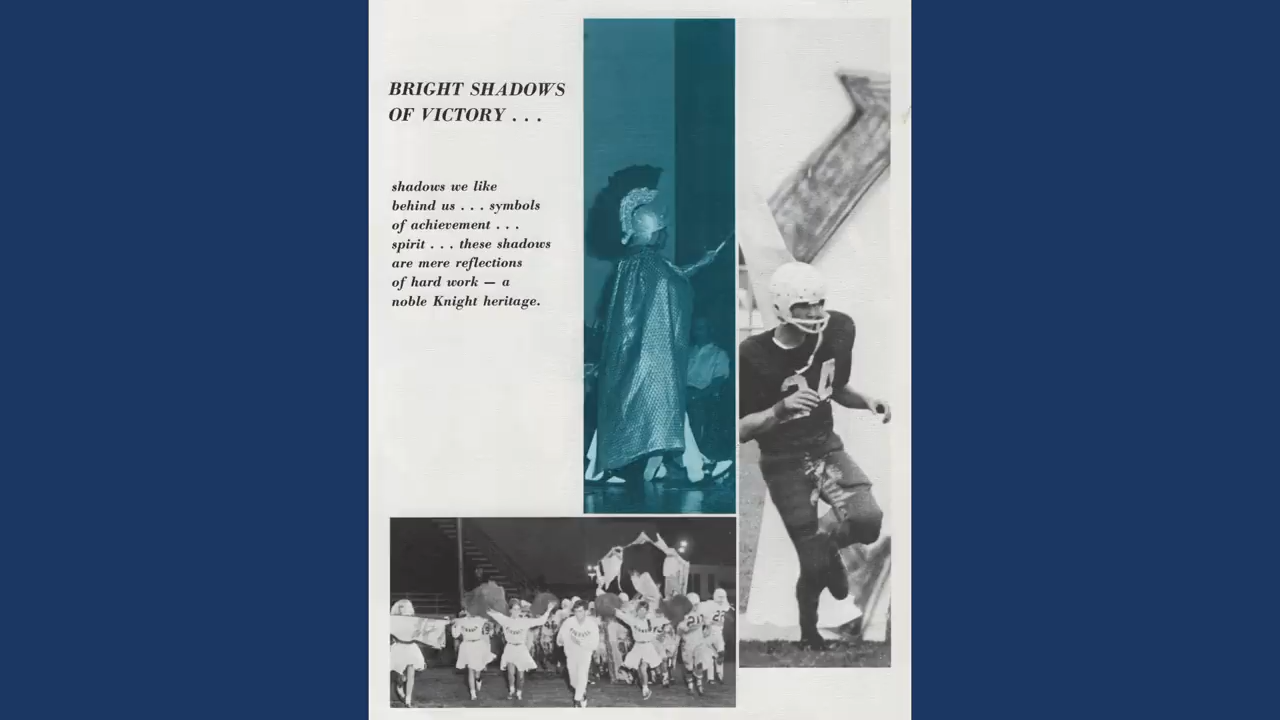 BRIGHT SHADOWS
OF VICTORY . . .
shadows we like
behind us . . . symbols
of achievement . . .
spirit . . . these shadows
are mere reflections
of hard work — a
noble Knight heritage.
24